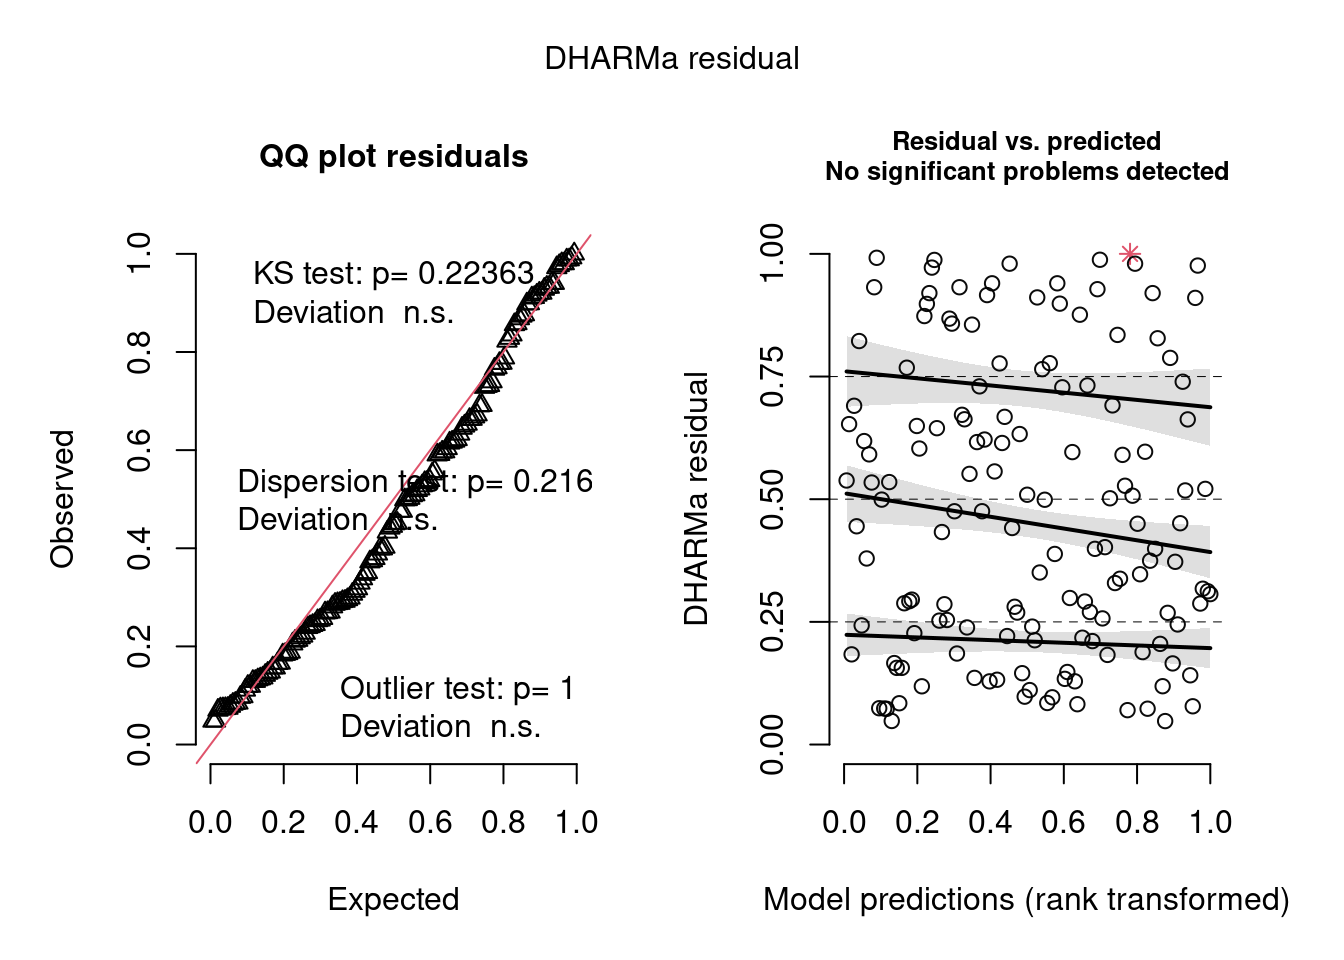 DHARMa residual
QQ plot residuals
KS test: p= 0.22363
Deviation  n.s.
Dispersion test: p= 0.216
Deviation  n.s.
Outlier test: p= 1
Deviation  n.s.
Observed
0.0 0.2 0.4 0.6 0.8 1.0
0.0 0.2 0.4 0.6 0.8 1.0
Expected
Residual vs. predicted
No significant problems detected
DHARMa residual
0.00 0.25 0.50 0.75 1.00
0.0 0.2 0.4 0.6 0.8 1.0
Model predictions (rank transformed)